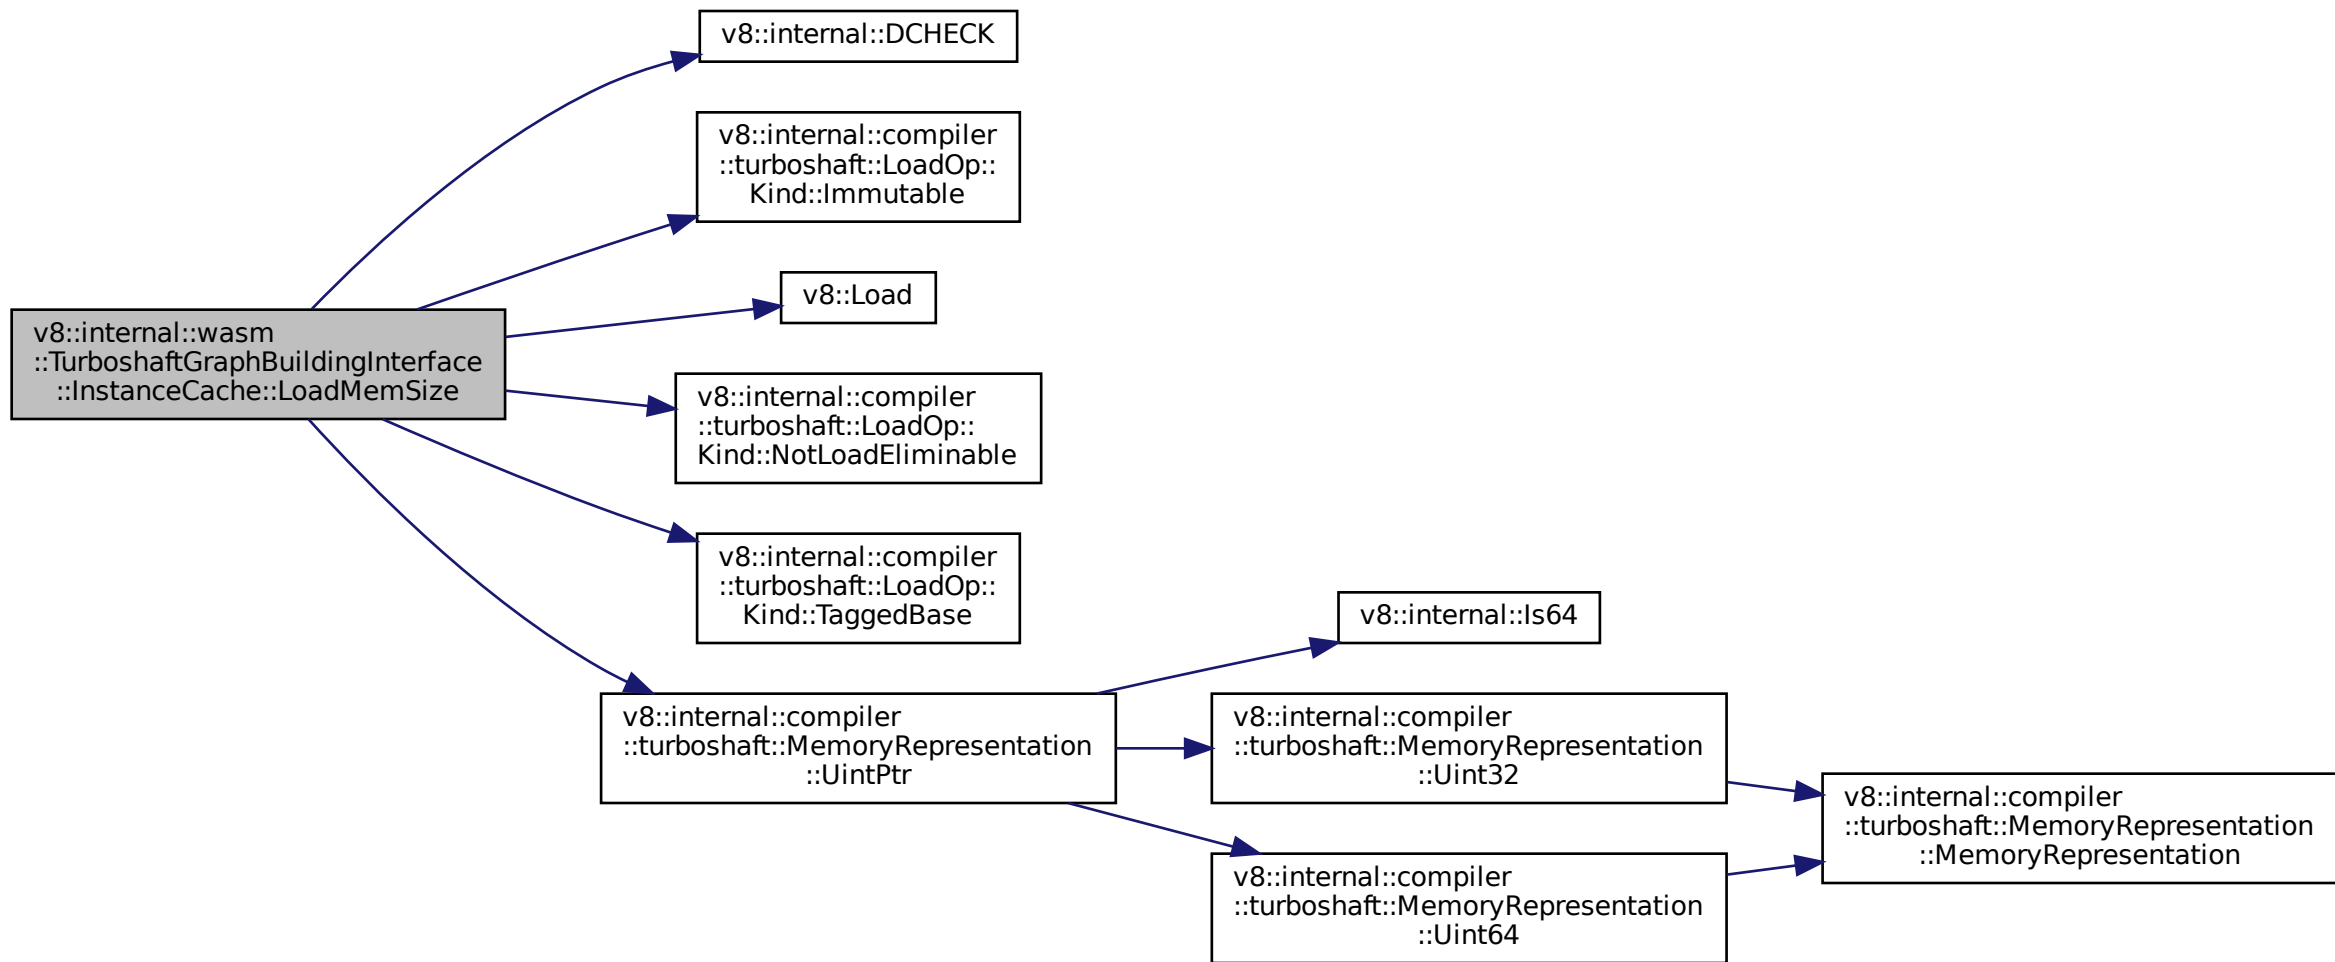 v8::internal::DCHECK
v8::internal::compiler
::turboshaft::LoadOp::
Kind::Immutable
v8::Load
v8::internal::wasm
::TurboshaftGraphBuildingInterface
::InstanceCache::LoadMemSize
v8::internal::compiler
::turboshaft::LoadOp::
Kind::NotLoadEliminable
v8::internal::compiler
::turboshaft::LoadOp::
Kind::TaggedBase
v8::internal::Is64
v8::internal::compiler
::turboshaft::MemoryRepresentation
::UintPtr
v8::internal::compiler
::turboshaft::MemoryRepresentation
::Uint32
v8::internal::compiler
::turboshaft::MemoryRepresentation
::MemoryRepresentation
v8::internal::compiler
::turboshaft::MemoryRepresentation
::Uint64